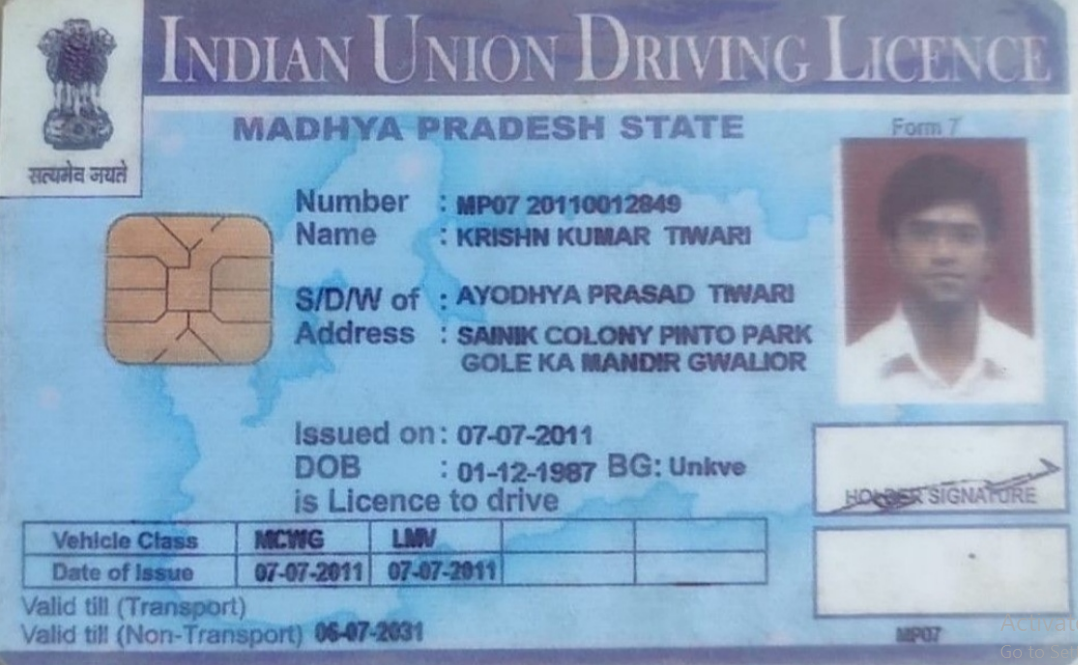 INDIAN UNION DRIVING LICENCE
सत्यमेव जयते
MADHYA PRADESH STATE
Form 7
Number : MP07 20110012849
Name : KRISHN KUMAR TIWARI
S/D/W of : AYODHYA PRASAD TIWARI
Address : SAINIK COLONY PINTO PARK
GOLE KA MANDIR GWALIOR
Issued on : 07-07-2011
DOB : 01-12-1987 BG: Unkve
is Licence to drive
HOLDER SIGNATURE
Vehicle Class MCWG LMV
Date of Issue 07-07-2011 07-07-2011
Valid till (Transport)
Valid till (Non-Transport) 06-07-2031
MP07
Go to Set